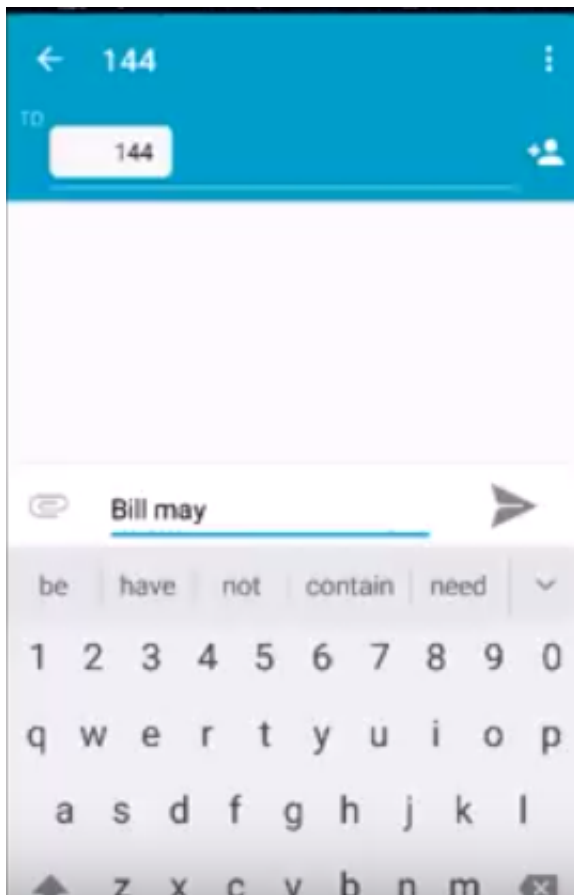 144
TO
144
Bill may
be have not contain need
1 2 3 4 5 6 7 8 9 0
q w e r t y u i o p
a s d f g h j k l
z x c v b n m